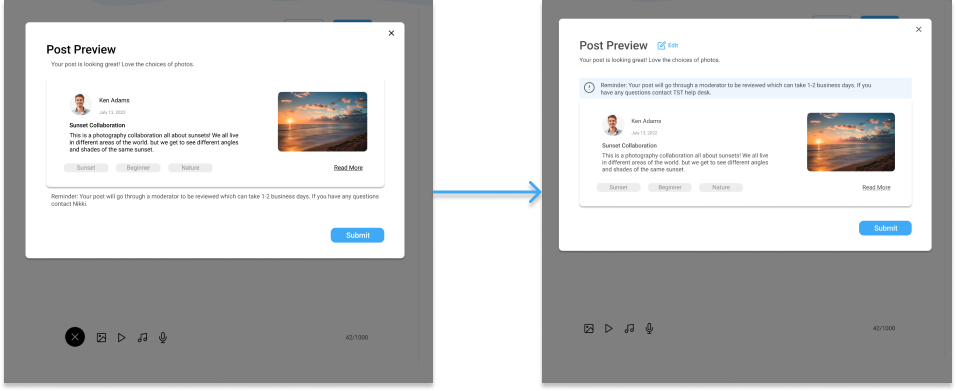 Post Preview
Your post is looking great! Love the choices of photos.
Ken Adams
July 13, 2022
Sunset Collaboration
This is a photography collaboration all about sunsets! We all live
in different areas of the world. but we get to see different angles
and shades of the same sunset.
Sunset Beginner Nature
Read More
Reminder: Your post will go through a moderator to be reviewed which can take 1-2 business days. If you have any questions
contact Nikki.
Submit
42/1000
Post Preview Edit
Your post is looking great! Love the choices of photos.
Reminder: Your post will go through a moderator to be reviewed which can take 1-2 business days. If you
have any questions contact TST help desk.
Ken Adams
July 13, 2022
Sunset Collaboration
This is a photography collaboration all about sunsets! We all live
in different areas of the world. but we get to see different angles
and shades of the same sunset.
Sunset Beginner Nature
Read More
Submit
42/1000